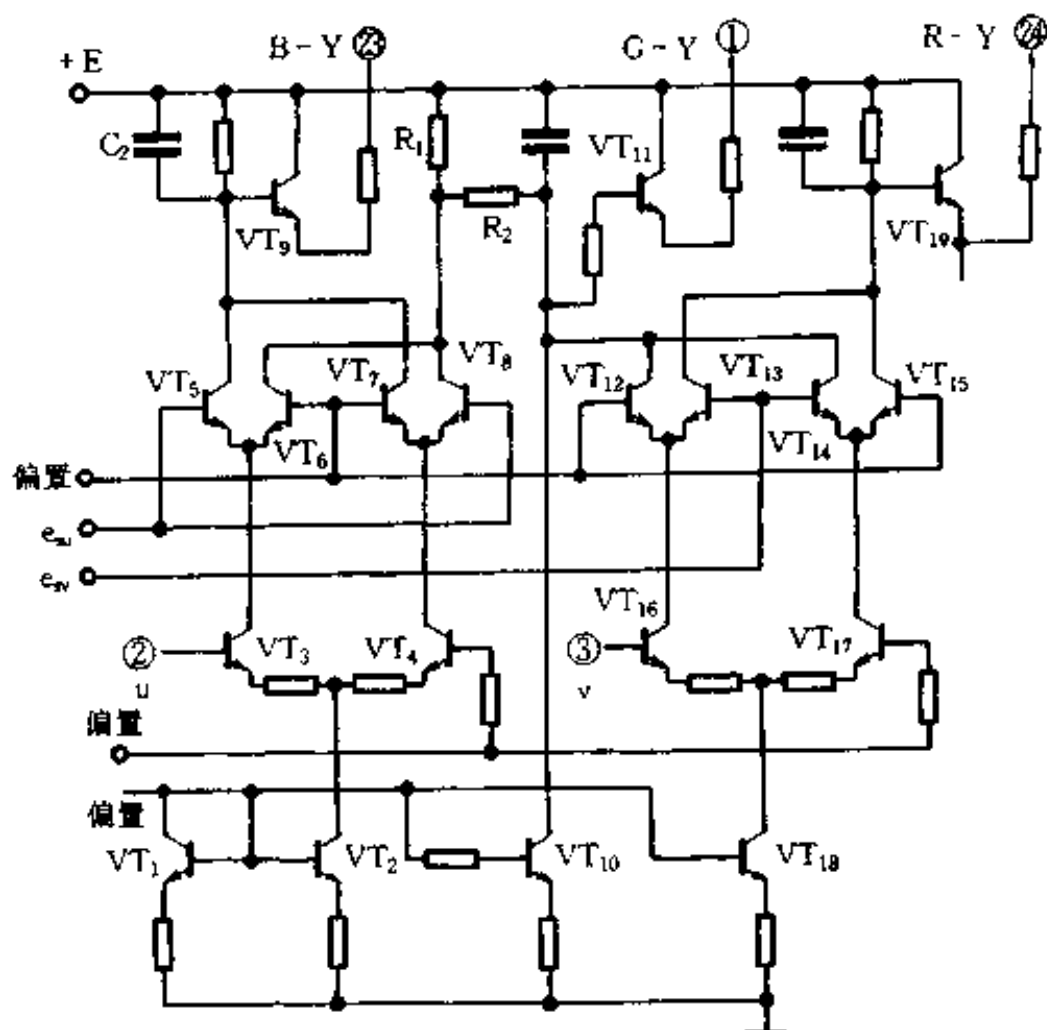 B-Y ㉓
G-Y ①
R-Y ㉔
+E
C₂
R₁
VT₁₁
R₂
VT₉
VT₁₉
VT₅
VT₇
VT₈
VT₁₂
VT₁₃
VT₁₅
VT₆
VT₁₄
偏置
VT₁₆
②
VT₃
VT₄
③
VT₁₇
u
v
偏置
偏置
VT₁
VT₂
VT₁₀
VT₁₈